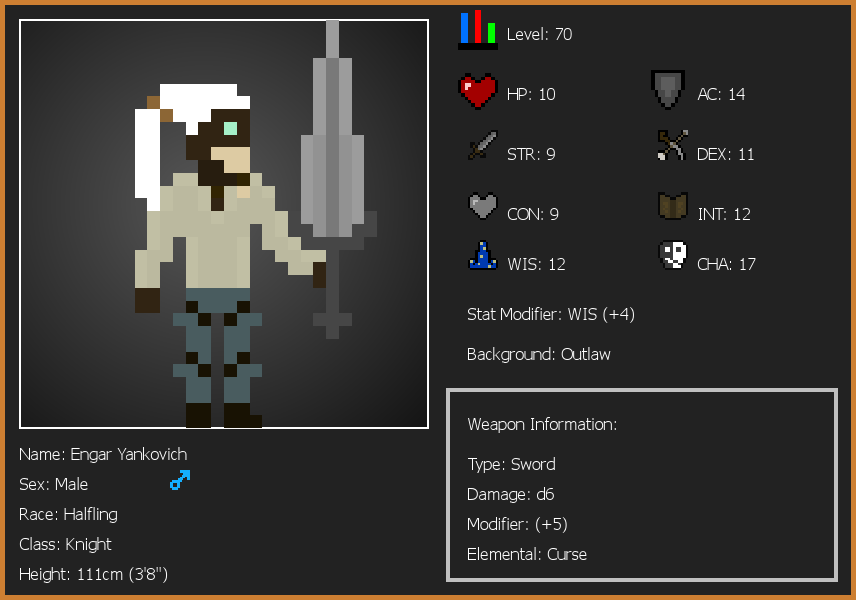 Level: 70
HP: 10
AC: 14
STR: 9
DEX: 11
CON: 9
INT: 12
WIS: 12
CHA: 17
Stat Modifier: WIS (+4)
Background: Outlaw
Weapon Information:
Type: Sword
Damage: d6
Modifier: (+5)
Elemental: Curse
Name: Engar Yankovich
Sex: Male
Race: Halfling
Class: Knight
Height: 111cm (3'8")